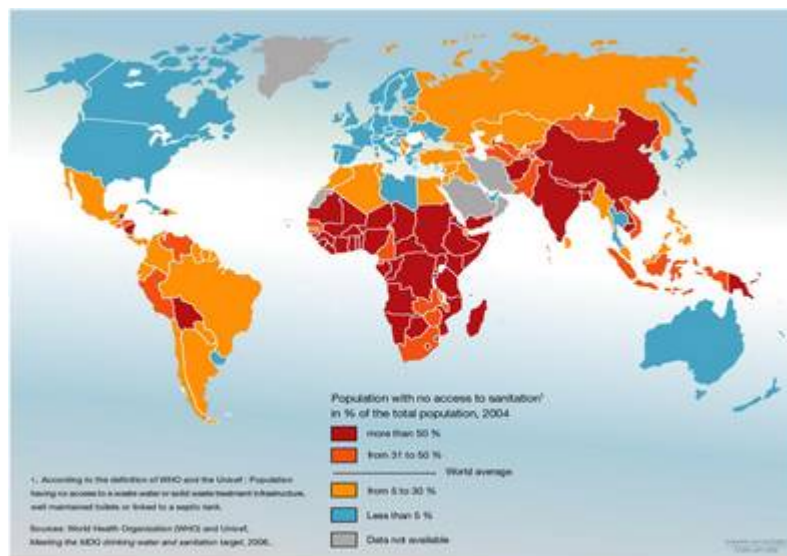 Population with no access to sanitation¹
in % of the total population, 2004
more than 50 %
from 31 to 50 %
World average
from 5 to 30 %
Less than 5 %
Data not available
1. According to the definition of WHO and the Unicef : Population
having no access to a waste water or solid waste treatment infrastructure,
well maintained toilets or linked to a septic tank.
Sources: World Health Organisation (WHO) and Unicef,
Meeting the MDG drinking water and sanitation target, 2006.